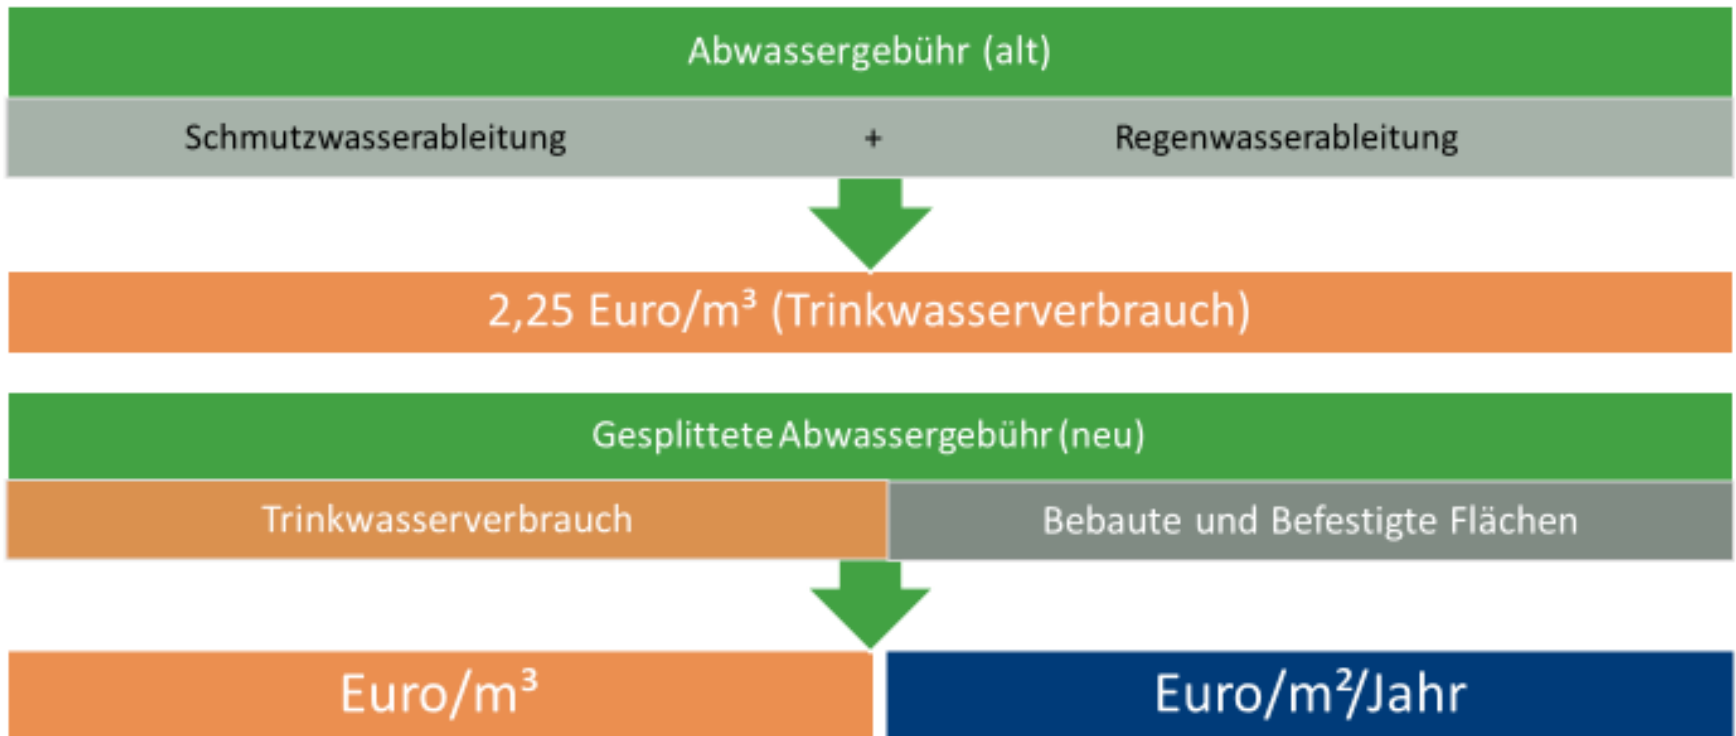 Abwassergebühr (alt)
Schmutzwasserableitung + Regenwasserableitung
2,25 Euro/m³ (Trinkwasserverbrauch)
Gesplittete Abwassergebühr (neu)
Trinkwasserverbrauch Bebaute und Befestigte Flächen
Euro/m³ Euro/m²/Jahr